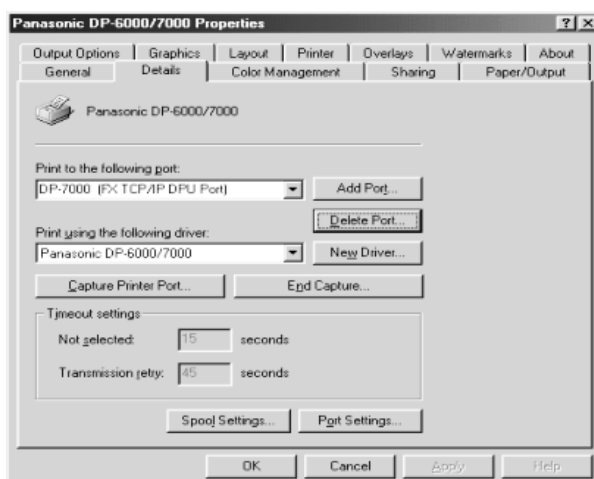 Panasonic DP-6000/7000 Properties
Output Options Graphics Layout Printer Overlays Watermarks About
General Details Color Management Sharing Paper/Output
Panasonic DP-6000/7000
Print to the following port:
DP-7000 (FX TCP/IP DPU Port) Add Port...
Delete Port...
Print using the following driver:
Panasonic DP-6000/7000 New Driver...
Capture Printer Port... End Capture...
Timeout settings
Not selected: 15 seconds
Transmission retry: 45 seconds
Spool Settings... Port Settings...
OK Cancel Apply Help